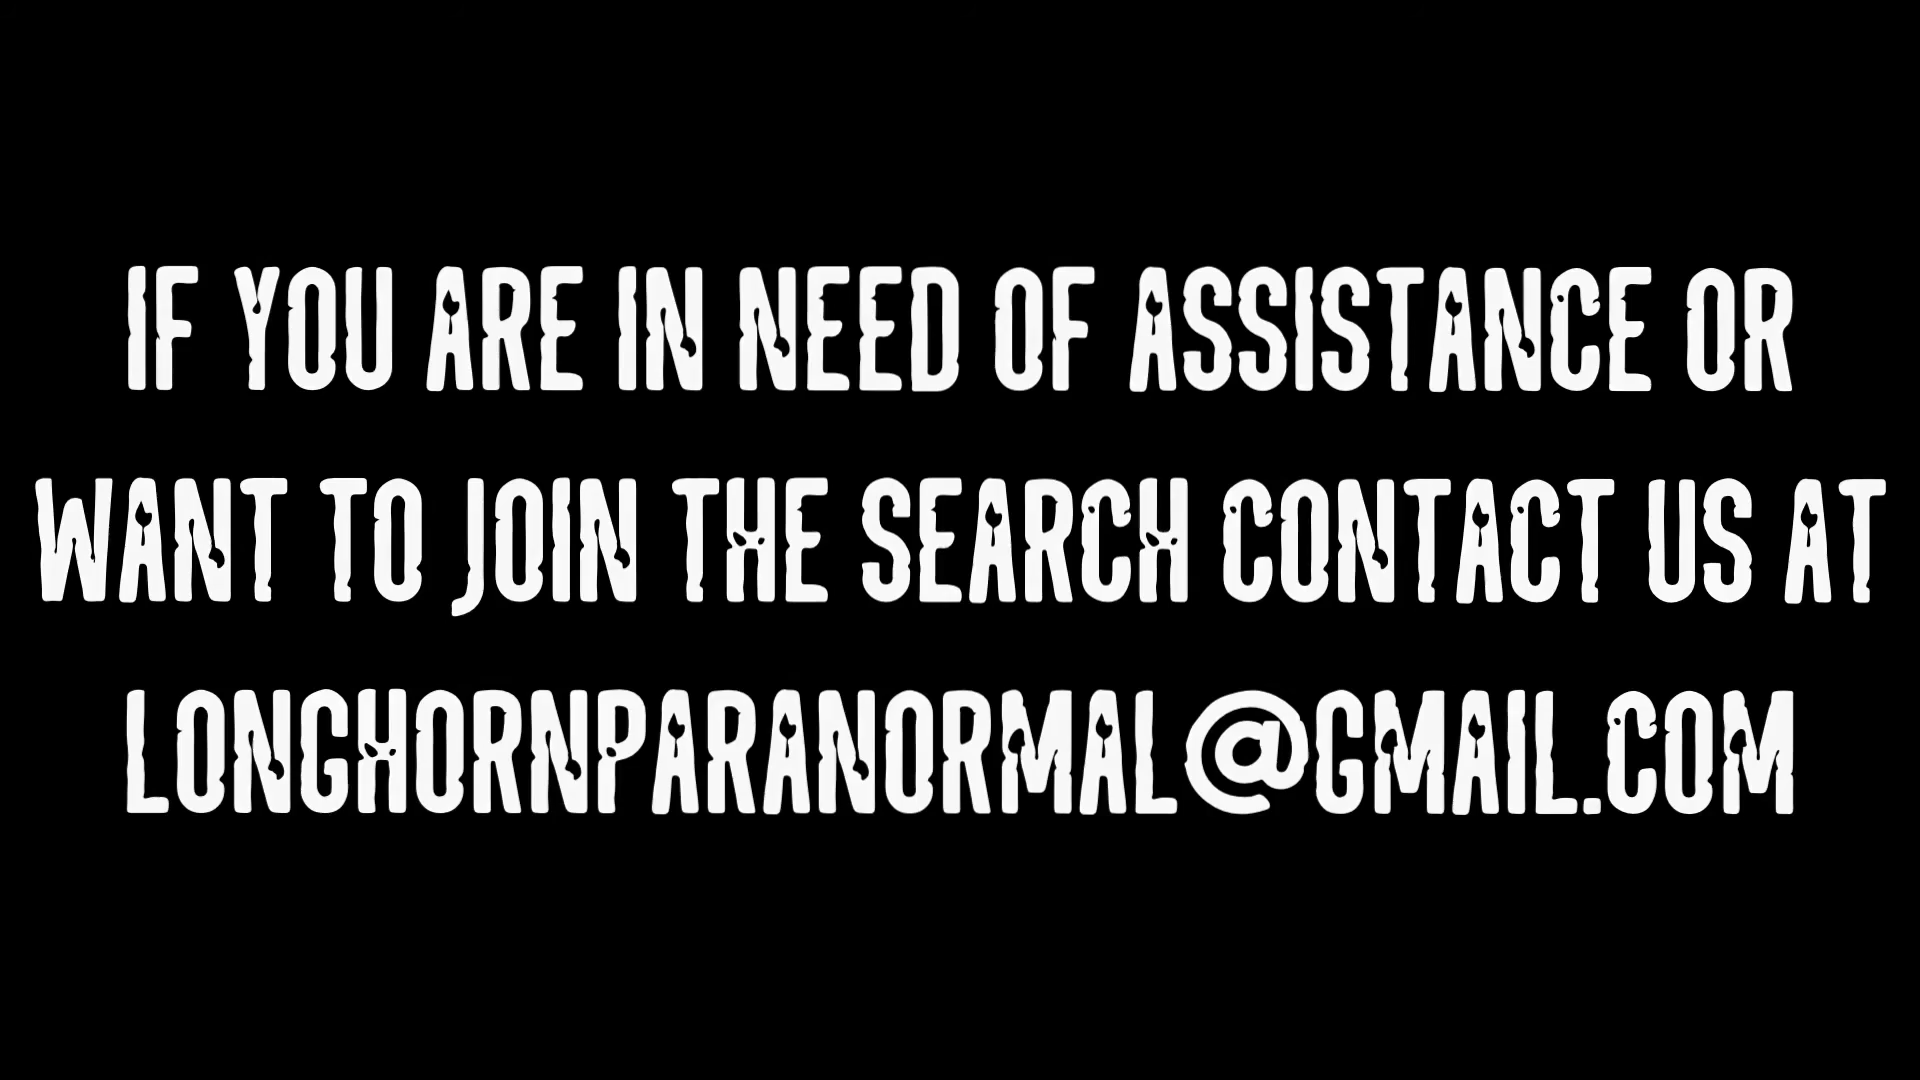 IF YOU ARE IN NEED OF ASSISTANCE OR
WANT TO JOIN THE SEARCH CONTACT US AT
LONGHORNPARANORMAL@GMAIL.COM